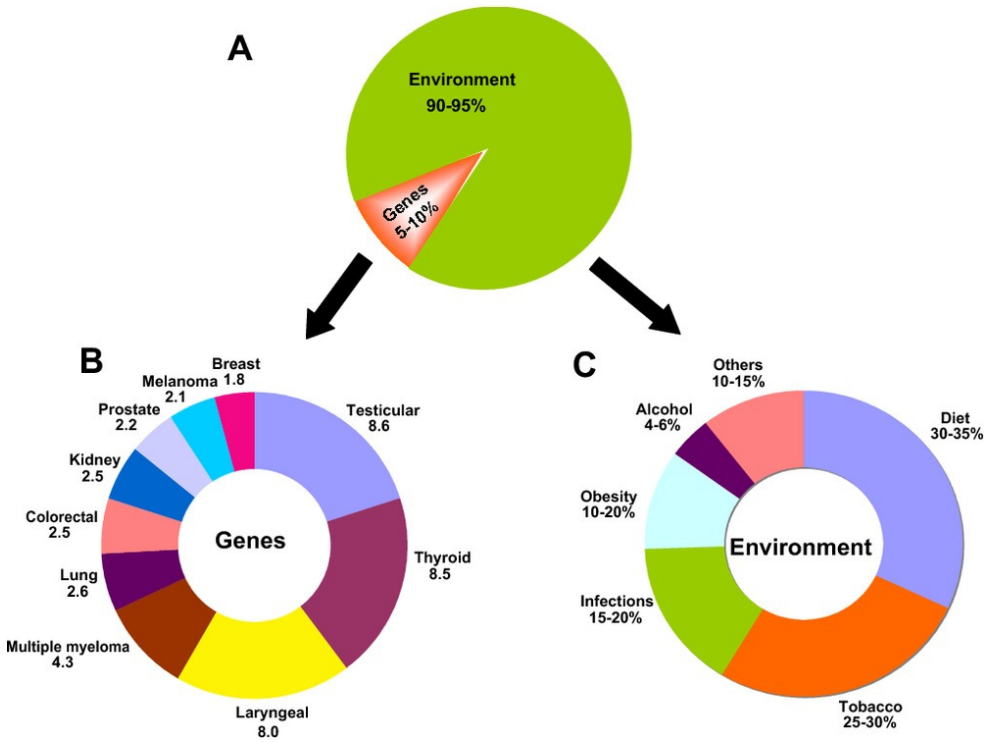 A
Environment
90-95%
Genes
5-10%
B
Breast
1.8
Melanoma
2.1
Prostate
2.2
Kidney
2.5
Colorectal
2.5
Lung
2.6
Multiple myeloma
4.3
Laryngeal
8.0
Thyroid
8.5
Testicular
8.6
Genes
C
Others
10-15%
Alcohol
4-6%
Obesity
10-20%
Infections
15-20%
Tobacco
25-30%
Diet
30-35%
Environment